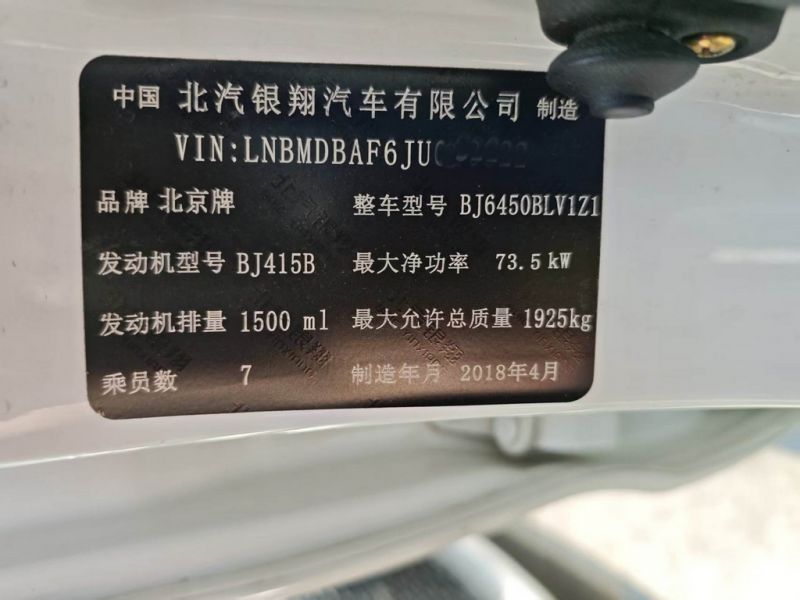 中国 北汽银翔汽车有限公司 制造
VIN:LNBMDBAF6JU
品牌 北京牌 整车型号 BJ6450BLV1Z1
发动机型号 BJ415B 最大净功率 73.5 kW
发动机排量 1500 ml 最大允许总质量 1925kg
乘员数 7 制造年月 2018年4月